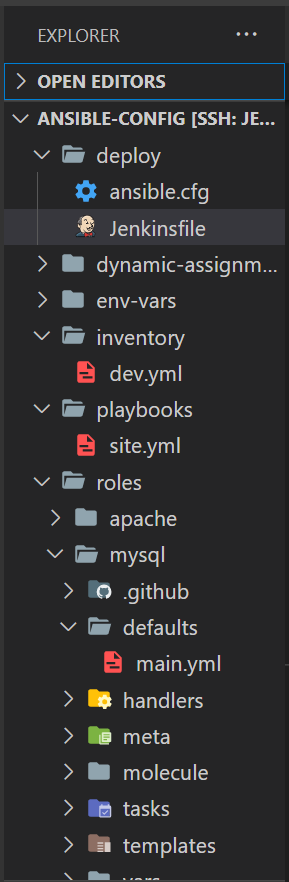 EXPLORER
OPEN EDITORS
ANSIBLE-CONFIG [SSH: JE...
deploy
ansible.cfg
Jenkinsfile
dynamic-assignm...
env-vars
inventory
dev.yml
playbooks
site.yml
roles
apache
mysql
.github
defaults
main.yml
handlers
meta
molecule
tasks
templates
vars